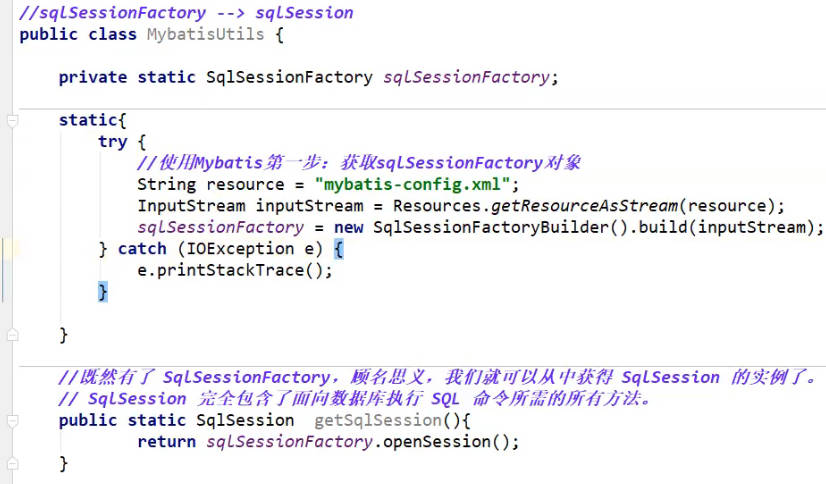 //sqlSessionFactory --> sqlSession
public class MybatisUtils {
private static SqlSessionFactory sqlSessionFactory;
static{
try {
//使用Mybatis第一步：获取sqlSessionFactory对象
String resource = "mybatis-config.xml";
InputStream inputStream = Resources.getResourceAsStream(resource);
sqlSessionFactory = new SqlSessionFactoryBuilder().build(inputStream);
} catch (IOException e) {
e.printStackTrace();
}
}
//既然有了 SqlSessionFactory，顾名思义，我们就可以从中获得 SqlSession 的实例了。
// SqlSession 完全包含了面向数据库执行 SQL 命令所需的所有方法。
public static SqlSession getSqlSession(){
return sqlSessionFactory.openSession();
}